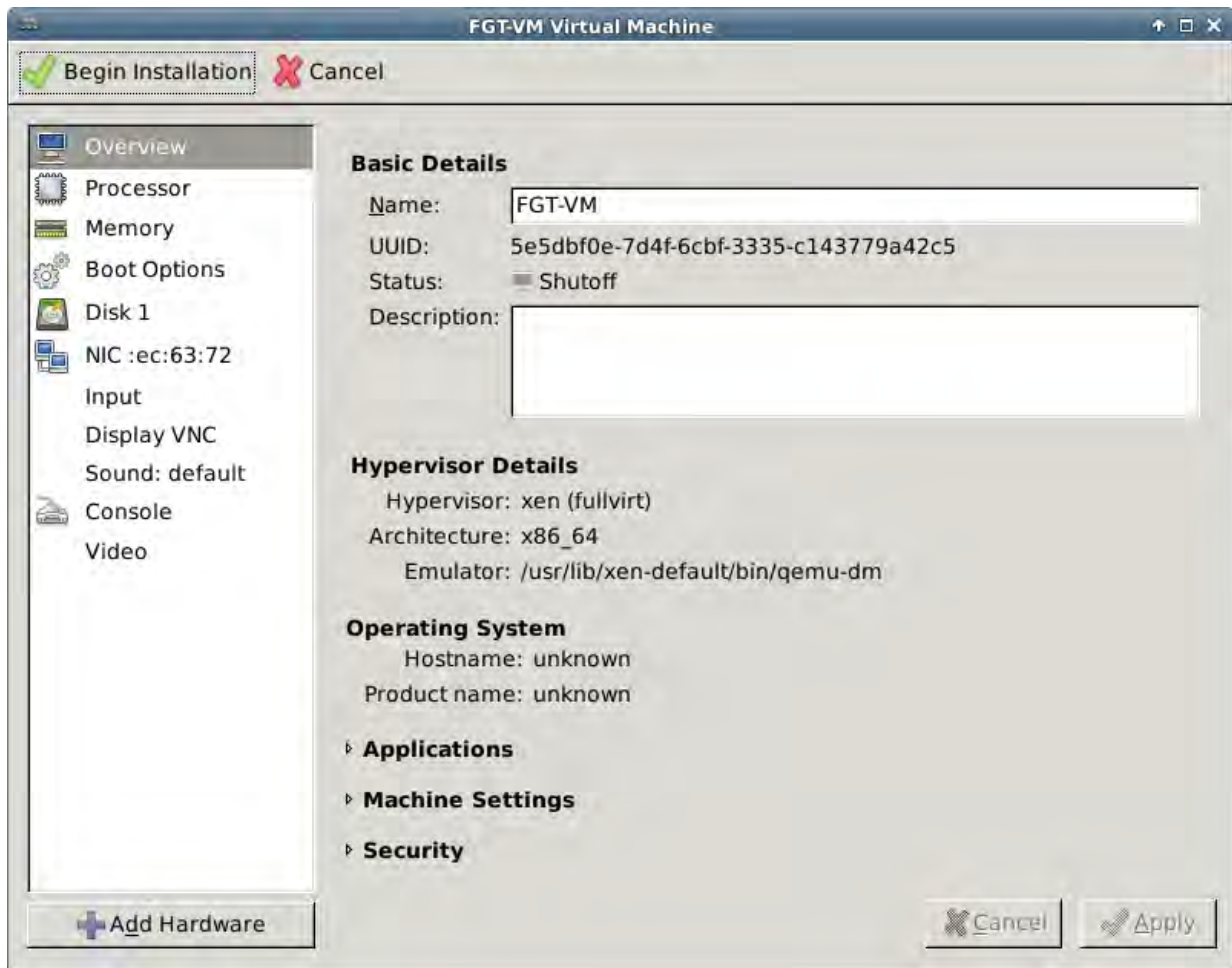 FGT-VM Virtual Machine
Begin Installation Cancel
Overview
Processor
Memory
Boot Options
Disk 1
NIC :ec:63:72
Input
Display VNC
Sound: default
Console
Video
Add Hardware
Basic Details
Name: FGT-VM
UUID: 5e5dbf0e-7d4f-6cbf-3335-c143779a42c5
Status: Shutoff
Description:
Hypervisor Details
Hypervisor: xen (fullvirt)
Architecture: x86_64
Emulator: /usr/lib/xen-default/bin/qemu-dm
Operating System
Hostname: unknown
Product name: unknown
Applications
Machine Settings
Security
Cancel Apply